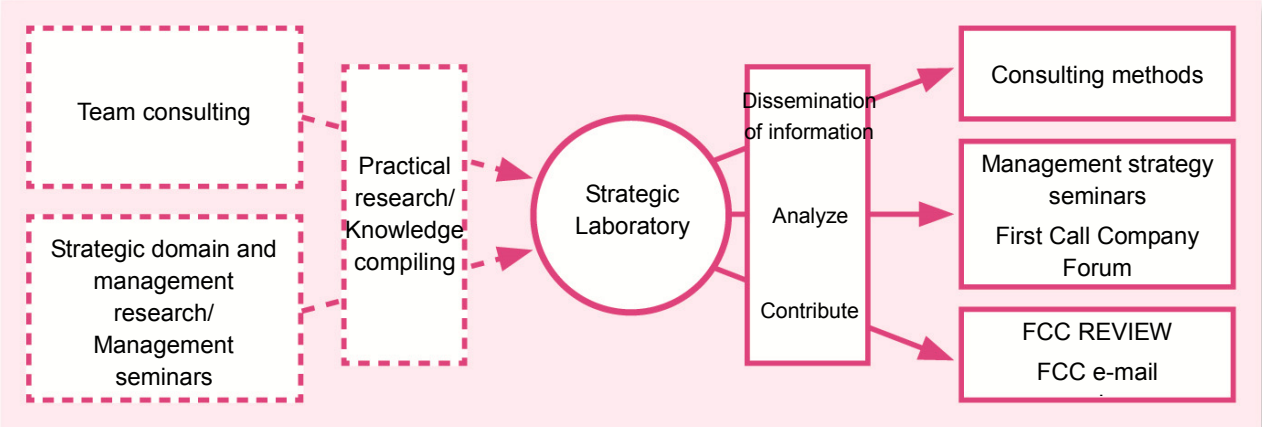 Team consulting
Strategic domain and
management
research/
Management
seminars
Practical
research/
Knowledge
compiling
Strategic
Laboratory
Dissemination
of information
Analyze
Contribute
Consulting methods
Management strategy
seminars
First Call Company
Forum
FCC REVIEW
FCC e-mail